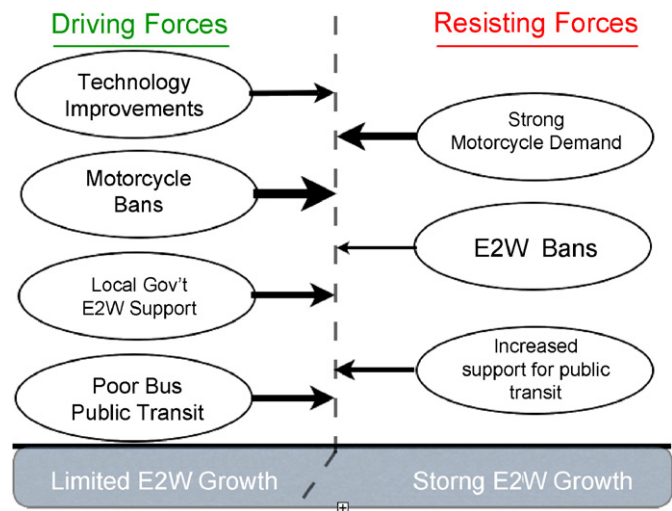 Driving Forces
Resisting Forces
Technology
Improvements
Strong
Motorcycle Demand
Motorcycle
Bans
E2W Bans
Local Gov't
E2W Support
Increased
support for public
transit
Poor Bus
Public Transit
Limited E2W Growth
Storng E2W Growth